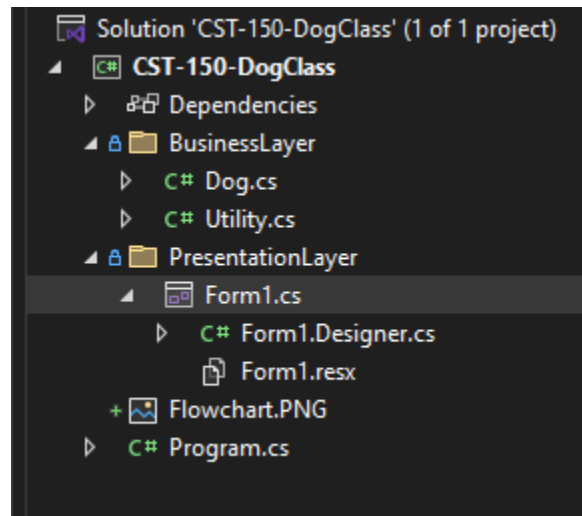 Solution 'CST-150-DogClass' (1 of 1 project)
C# CST-150-DogClass
Dependencies
BusinessLayer
C# Dog.cs
C# Utility.cs
PresentationLayer
Form1.cs
C# Form1.Designer.cs
Form1.resx
+ Flowchart.PNG
C# Program.cs